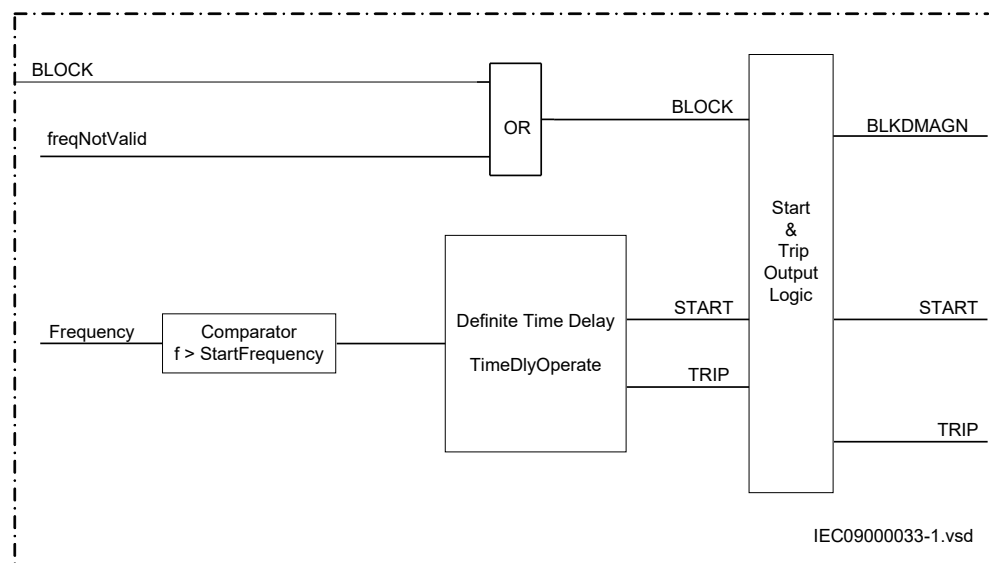 BLOCK
freqNotValid
OR
BLOCK
BLKDMAGN
Start
&
Trip
Output
Logic
Frequency
Comparator
f > StartFrequency
Definite Time Delay
TimeDlyOperate
START
TRIP
START
TRIP
IEC09000033-1.vsd